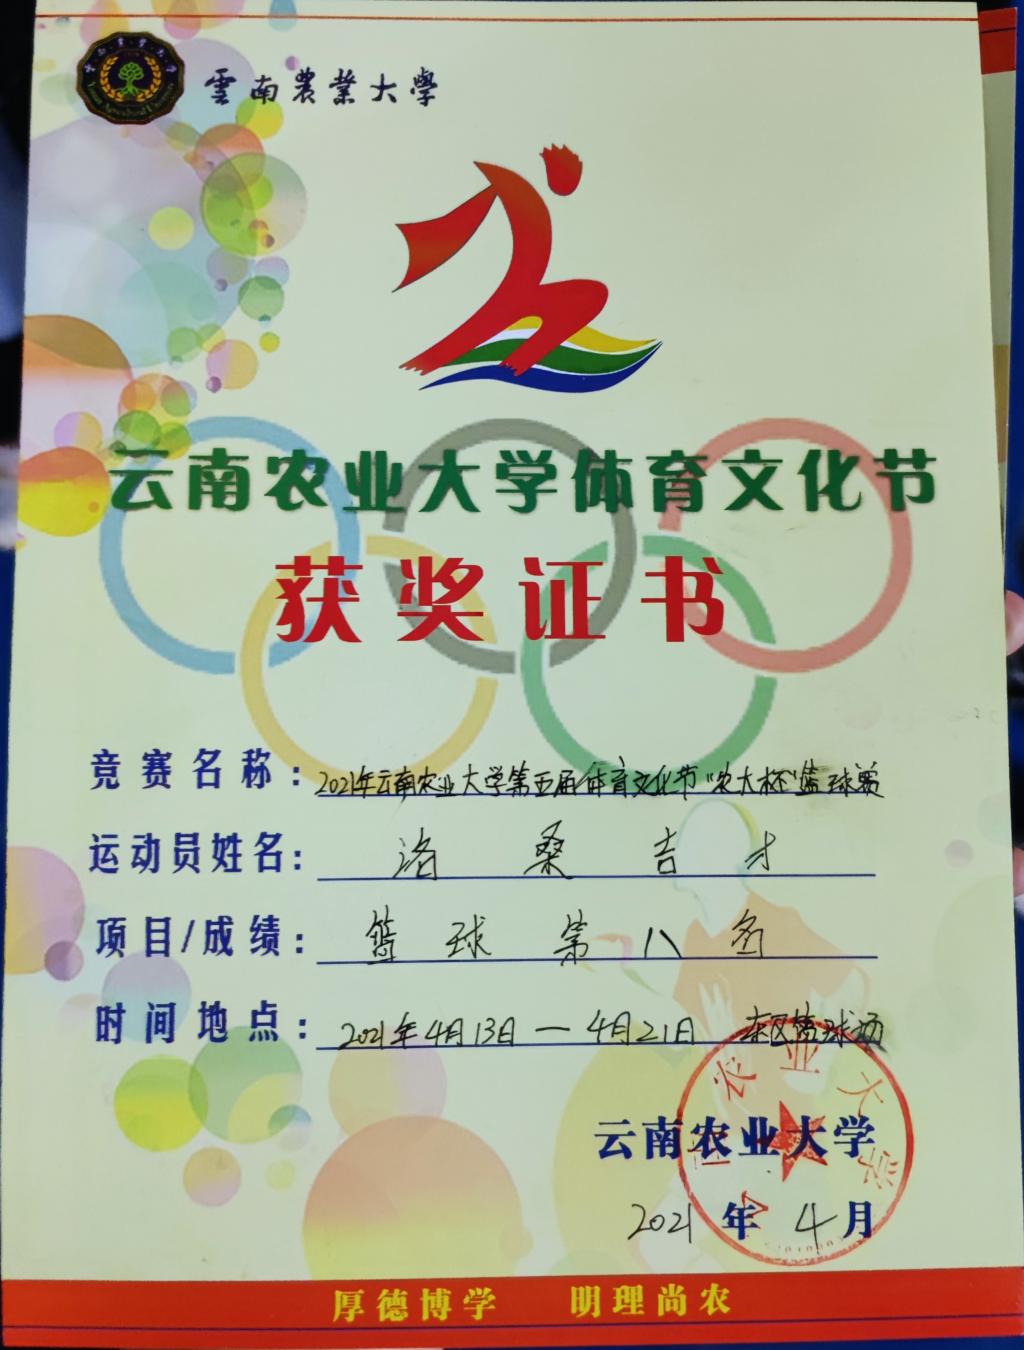 雲南農業大學
云南农业大学体育文化节
获奖证书
竞赛名称：2021年云南农业大学第五届体育文化节“农大杯”篮球赛
运动员姓名：洛桑吉才
项目/成绩：篮球第八名
时间地点：2021年4月13日—4月21日 东区篮球场
云南农业大学
2021年4月
厚德博学 明理尚农